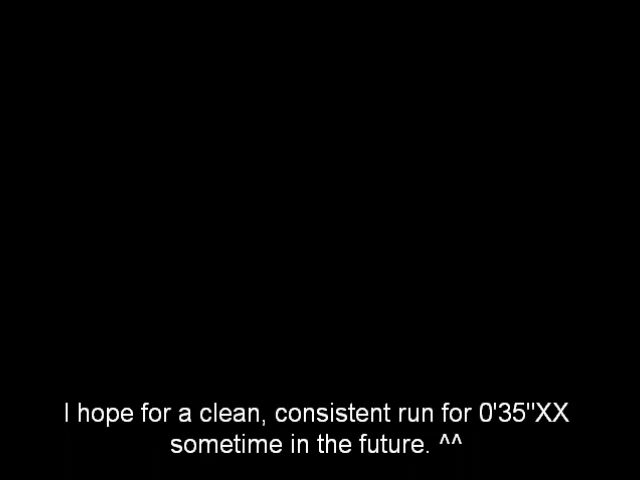 I hope for a clean, consistent run for 0'35"XX
sometime in the future. ^^